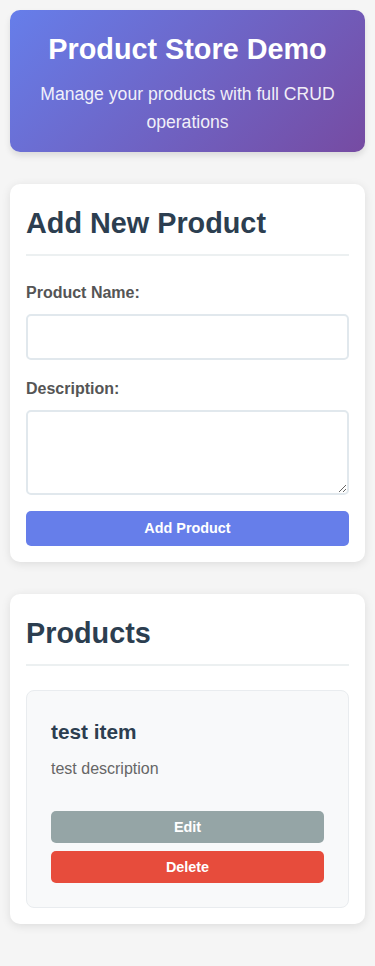 Product Store Demo
Manage your products with full CRUD
operations
Add New Product
Product Name:
Description:
Add Product
Products
test item
test description
Edit
Delete